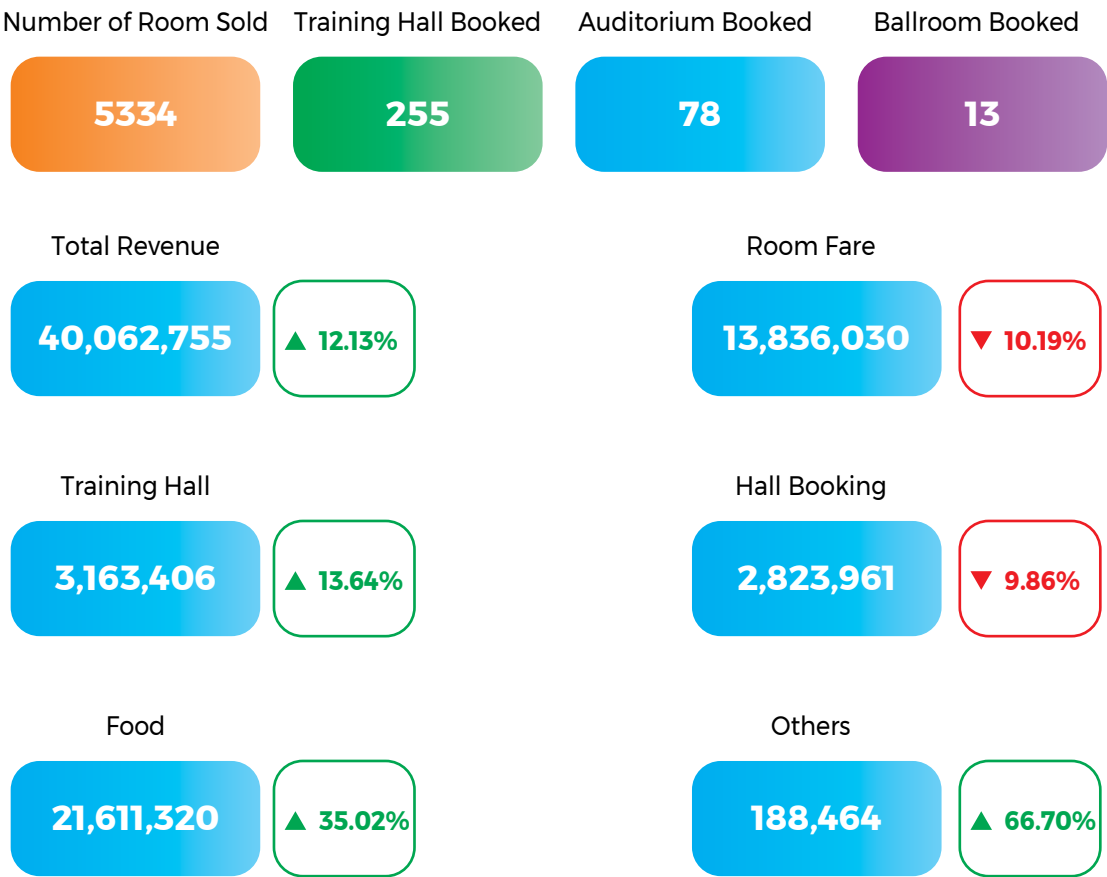 Number of Room Sold
Training Hall Booked
Auditorium Booked
Ballroom Booked
5334
255
78
13
Total Revenue
Room Fare
40,062,755
▲ 12.13%
13,836,030
▼ 10.19%
Training Hall
Hall Booking
3,163,406
▲ 13.64%
2,823,961
▼ 9.86%
Food
Others
21,611,320
▲ 35.02%
188,464
▲ 66.70%